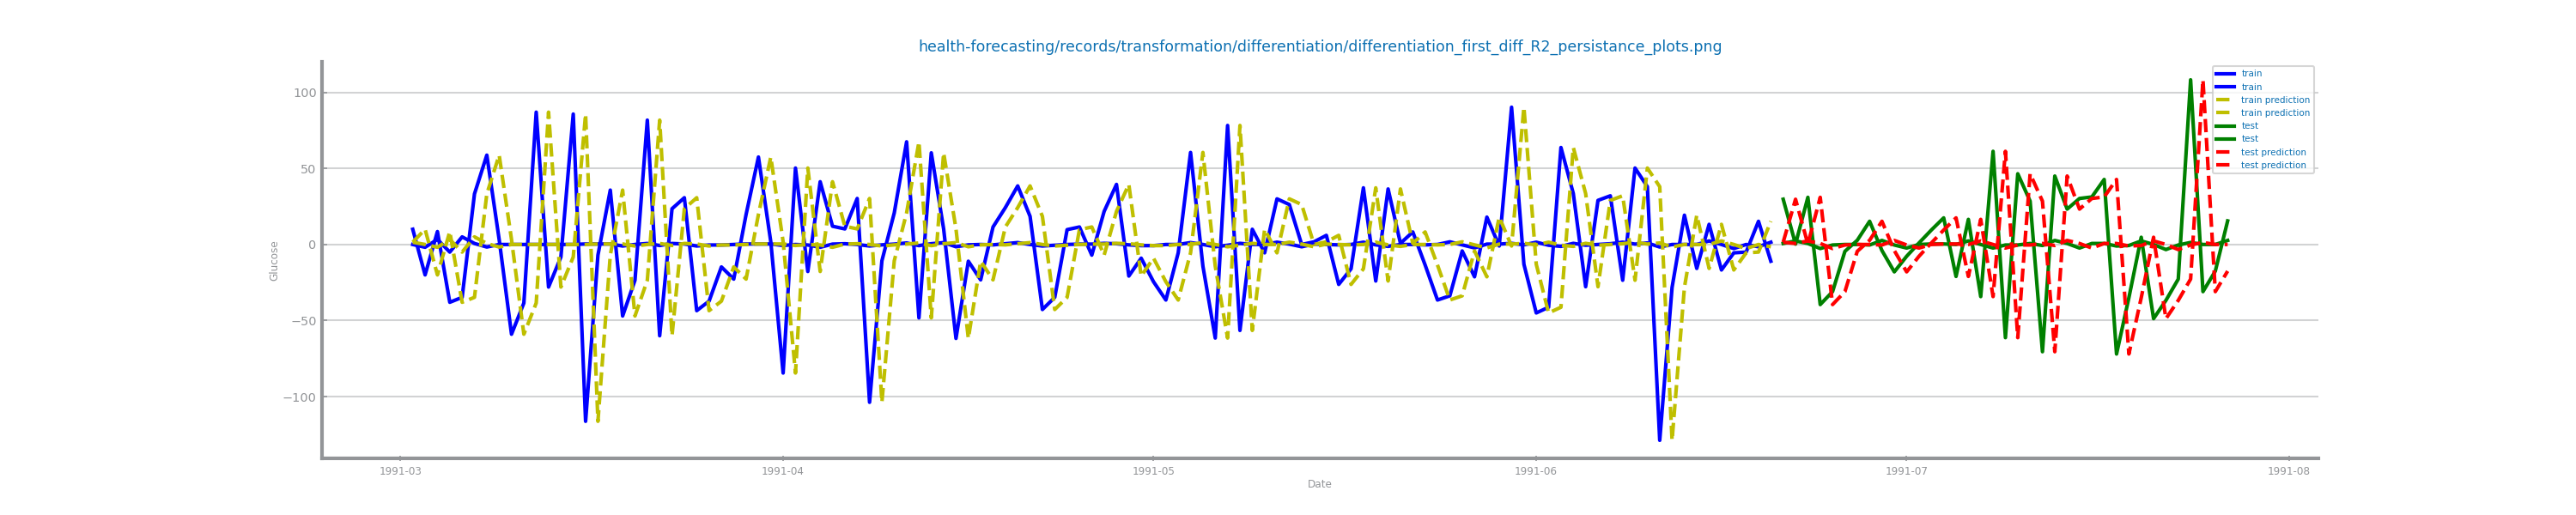 health-forecasting/records/transformation/differentiation/differentiation_first_diff_R2_persistance_plots.png
train
train
train prediction
train prediction
test
test
test prediction
test prediction
100
50
0
−50
−100
Glucose
1991-03
1991-04
1991-05
1991-06
1991-07
1991-08
Date